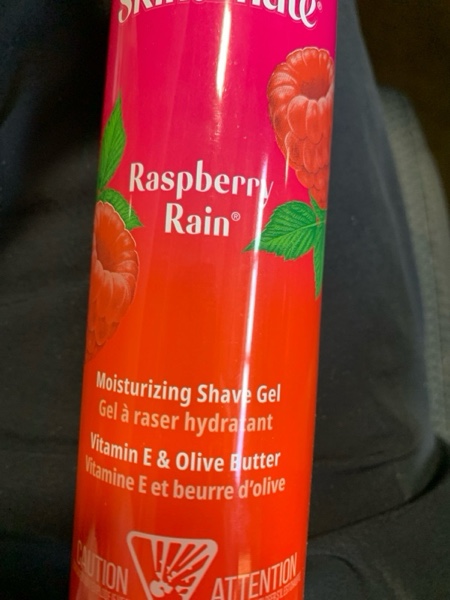 Raspberry
Rain®
Moisturizing Shave Gel
Gel à raser hydratant
Vitamin E & Olive Butter
Vitamine E et beurre d'olive
CAUTION
ATTENTION